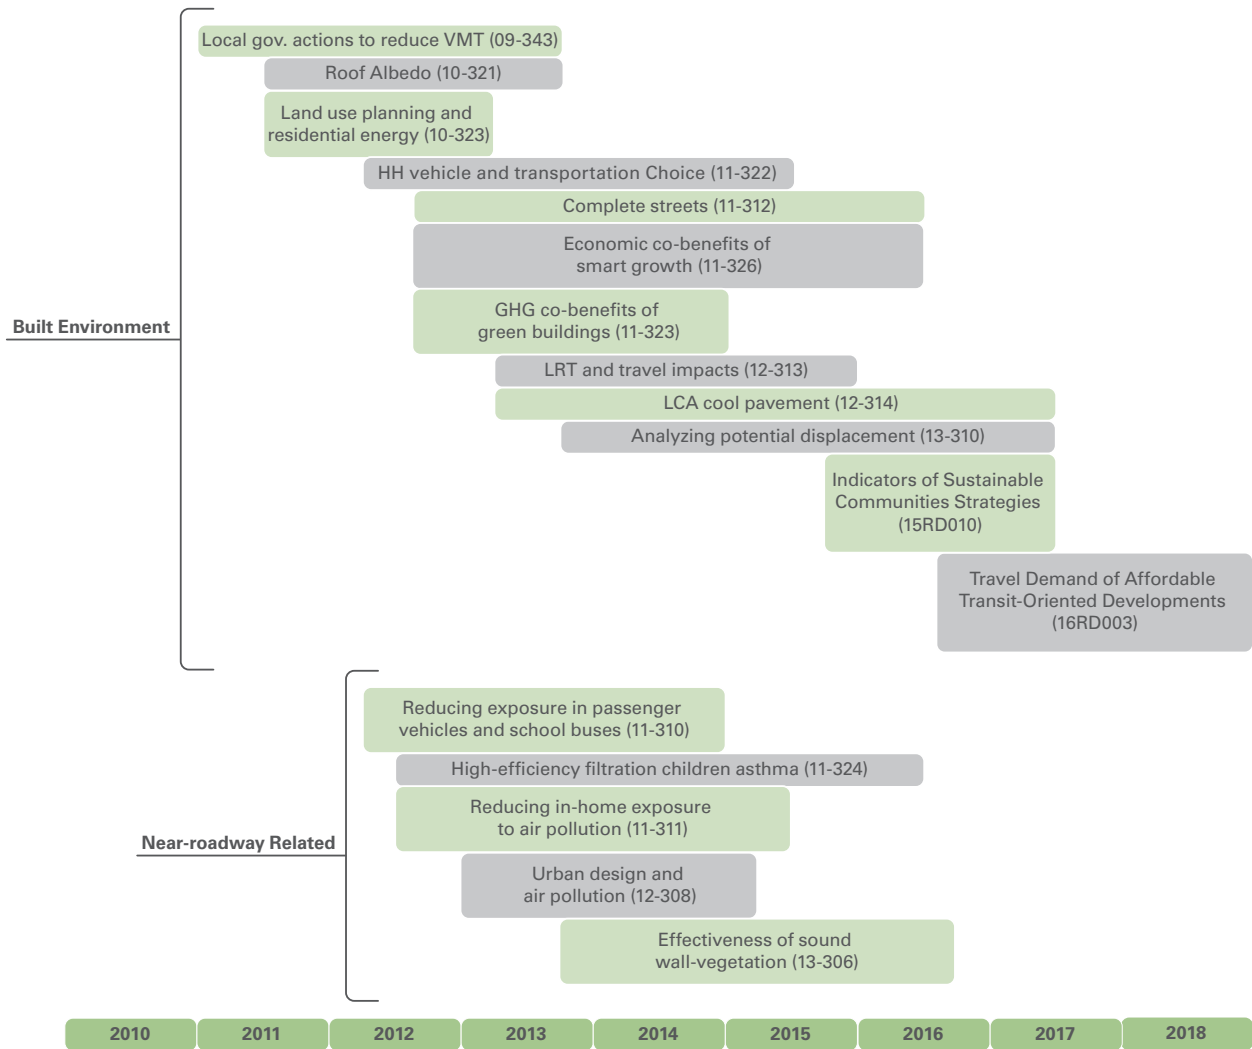 Local gov. actions to reduce VMT (09-343)
Roof Albedo (10-321)
Land use planning and
residential energy (10-323)
HH vehicle and transportation Choice (11-322)
Complete streets (11-312)
Economic co-benefits of
smart growth (11-326)
GHG co-benefits of
green buildings (11-323)
Built Environment
LRT and travel impacts (12-313)
LCA cool pavement (12-314)
Analyzing potential displacement (13-310)
Indicators of Sustainable
Communities Strategies
(15RD010)
Travel Demand of Affordable
Transit-Oriented Developments
(16RD003)
Reducing exposure in passenger
vehicles and school buses (11-310)
High-efficiency filtration children asthma (11-324)
Reducing in-home exposure
to air pollution (11-311)
Near-roadway Related
Urban design and
air pollution (12-308)
Effectiveness of sound
wall-vegetation (13-306)
2010 2011 2012 2013 2014 2015 2016 2017 2018